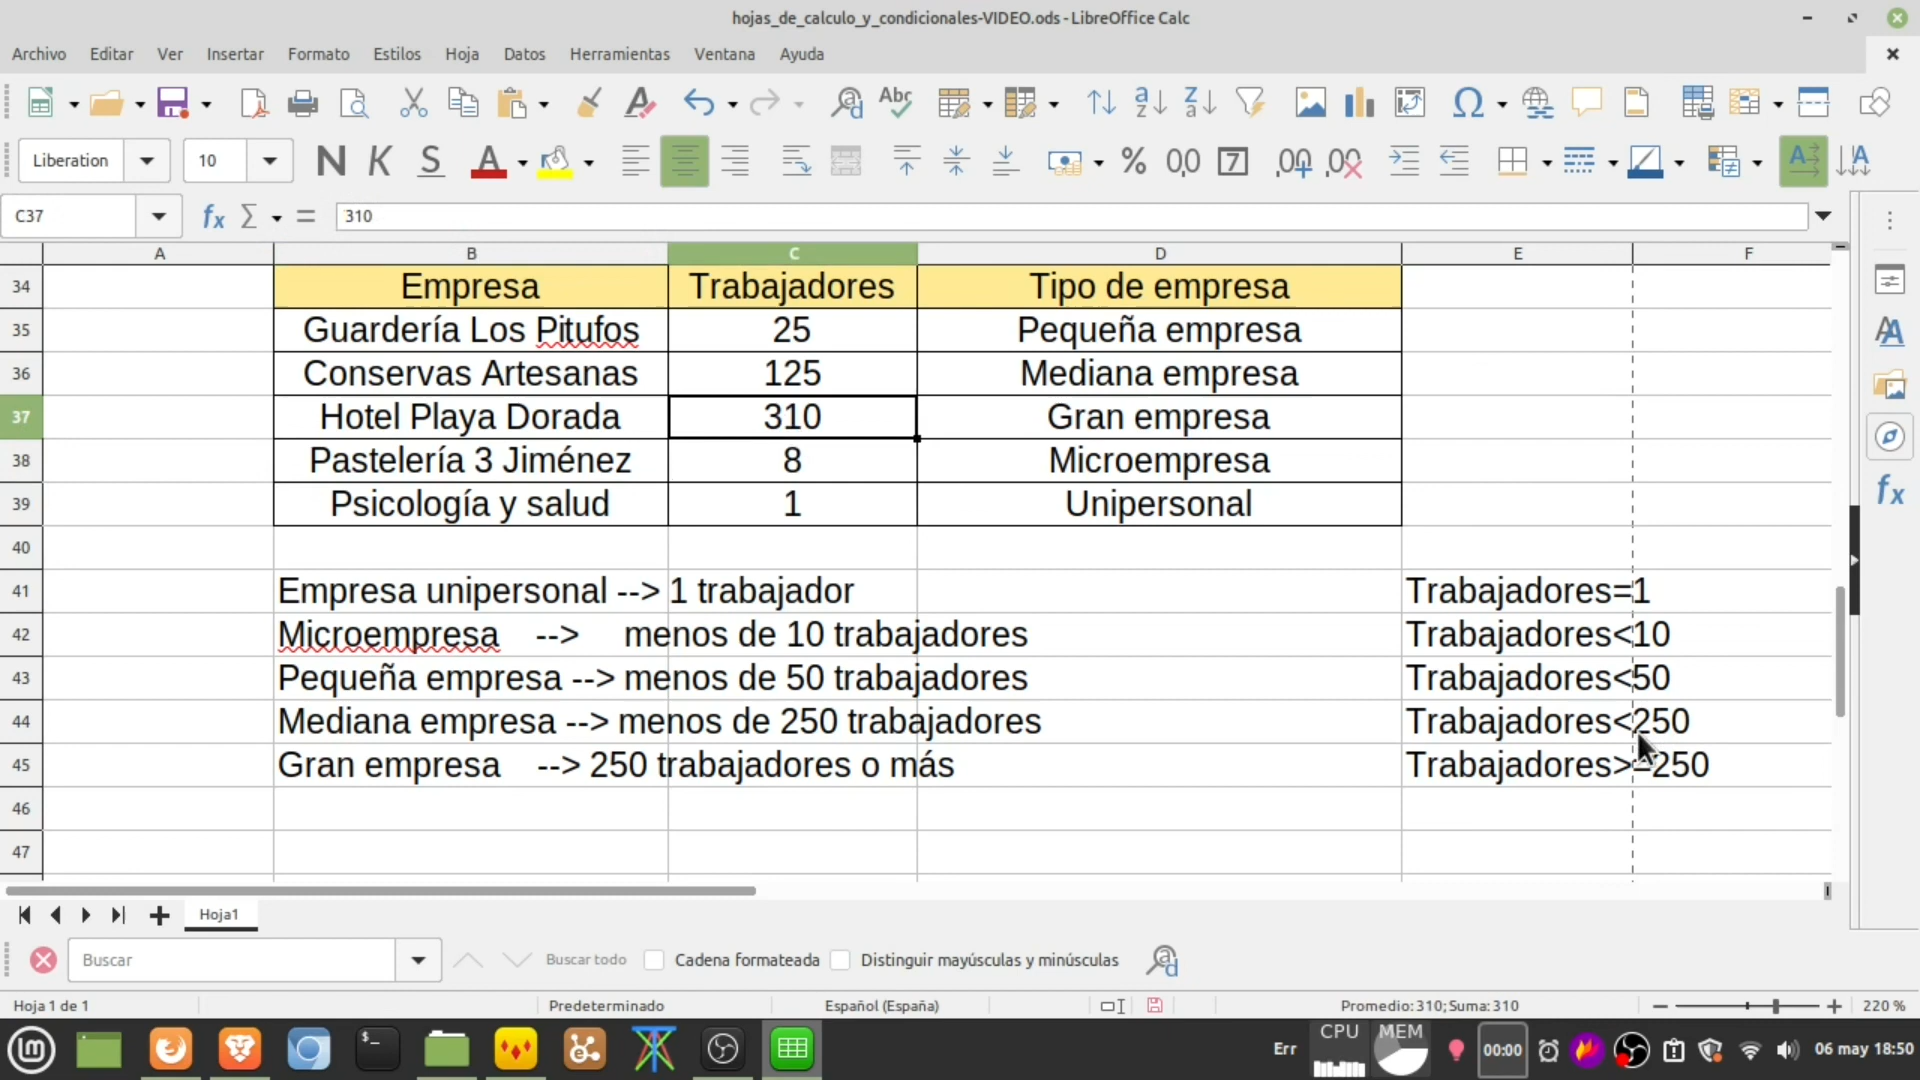 hojas_de_calculo_y_condicionales-VIDEO.ods - LibreOffice Calc
Archivo Editar Ver Insertar Formato Estilos Hoja Datos Herramientas Ventana Ayuda
Liberation 10
C37 310
A B C D E F
34 Empresa Trabajadores Tipo de empresa
35 Guardería Los Pitufos 25 Pequeña empresa
36 Conservas Artesanas 125 Mediana empresa
37 Hotel Playa Dorada 310 Gran empresa
38 Pastelería 3 Jiménez 8 Microempresa
39 Psicología y salud 1 Unipersonal
40
41 Empresa unipersonal --> 1 trabajador Trabajadores=1
42 Microempresa --> menos de 10 trabajadores Trabajadores<10
43 Pequeña empresa --> menos de 50 trabajadores Trabajadores<50
44 Mediana empresa --> menos de 250 trabajadores Trabajadores<250
45 Gran empresa --> 250 trabajadores o más Trabajadores>=250
46
47
Hoja1
Buscar Buscar todo Cadena formateada Distinguir mayúsculas y minúsculas
Hoja 1 de 1 Predeterminado Español (España) Promedio: 310; Suma: 310 220 %
Err CPU MEM 00:00 06 may 18:50